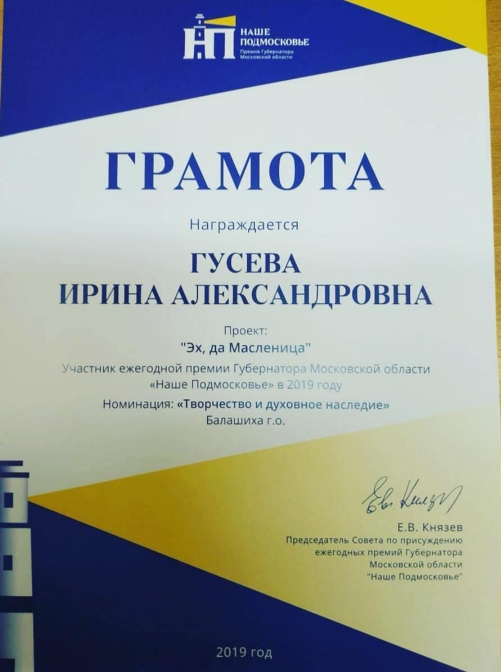 НАШЕ
ПОДМОСКОВЬЕ
Премия Губернатора
Московской области
ГРАМОТА
Награждается
ГУСЕВА
ИРИНА АЛЕКСАНДРОВНА
Проект:
"Эх, да Масленица"
Участник ежегодной премии Губернатора Московской области
«Наше Подмосковье» в 2019 году
Номинация: «Творчество и духовное наследие»
Балашиха г.о.
Е.В. Князев
Председатель Совета по присуждению
ежегодных премий Губернатора
Московской области
"Наше Подмосковье"
2019 год